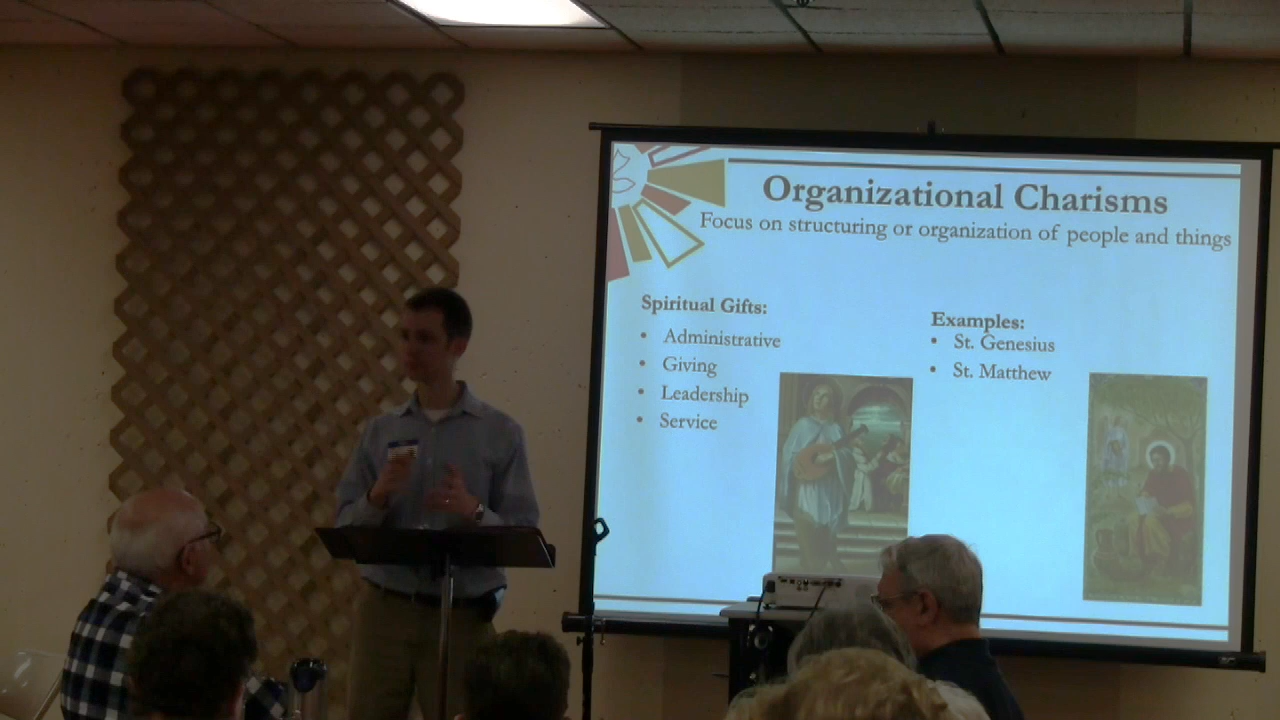 Organizational Charisms
Focus on structuring or organization of people and things
Spiritual Gifts:
• Administrative
• Giving
• Leadership
• Service
Examples:
• St. Genesius
• St. Matthew